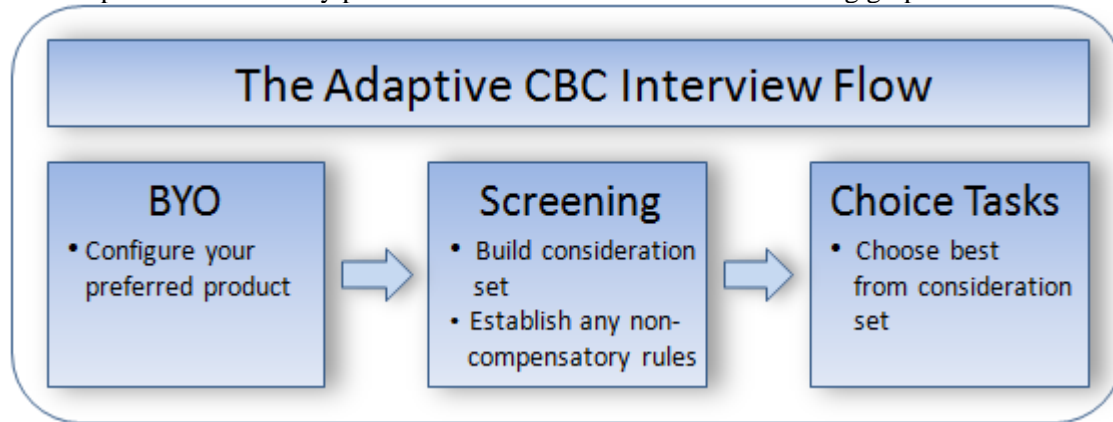 The Adaptive CBC Interview Flow
BYO
• Configure your
preferred product
Screening
• Build consideration
set
• Establish any non-
compensatory rules
Choice Tasks
• Choose best
from consideration
set